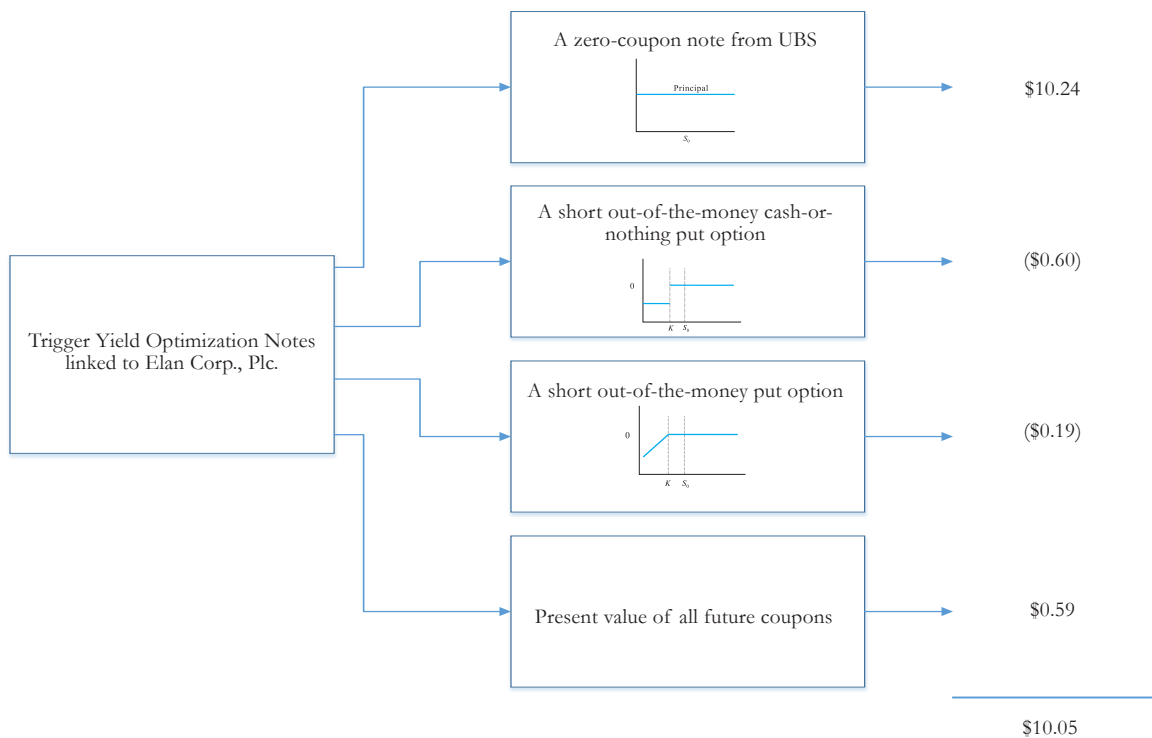 A zero-coupon note from UBS
Principal
S0
$10.24
A short out-of-the-money cash-or-
nothing put option
0
K S0
($0.60)
Trigger Yield Optimization Notes
linked to Elan Corp., Plc.
A short out-of-the-money put option
0
K S0
($0.19)
Present value of all future coupons
$0.59
$10.05